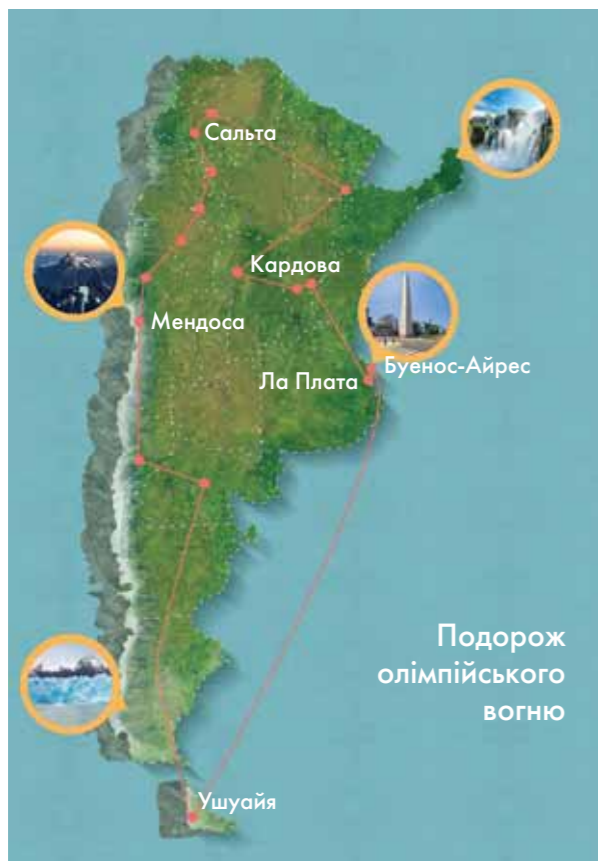 Сальта
Кардова
Мендоса
Буенос-Айрес
Ла Плата
Подорож
олімпійського
вогню
Ушуайя